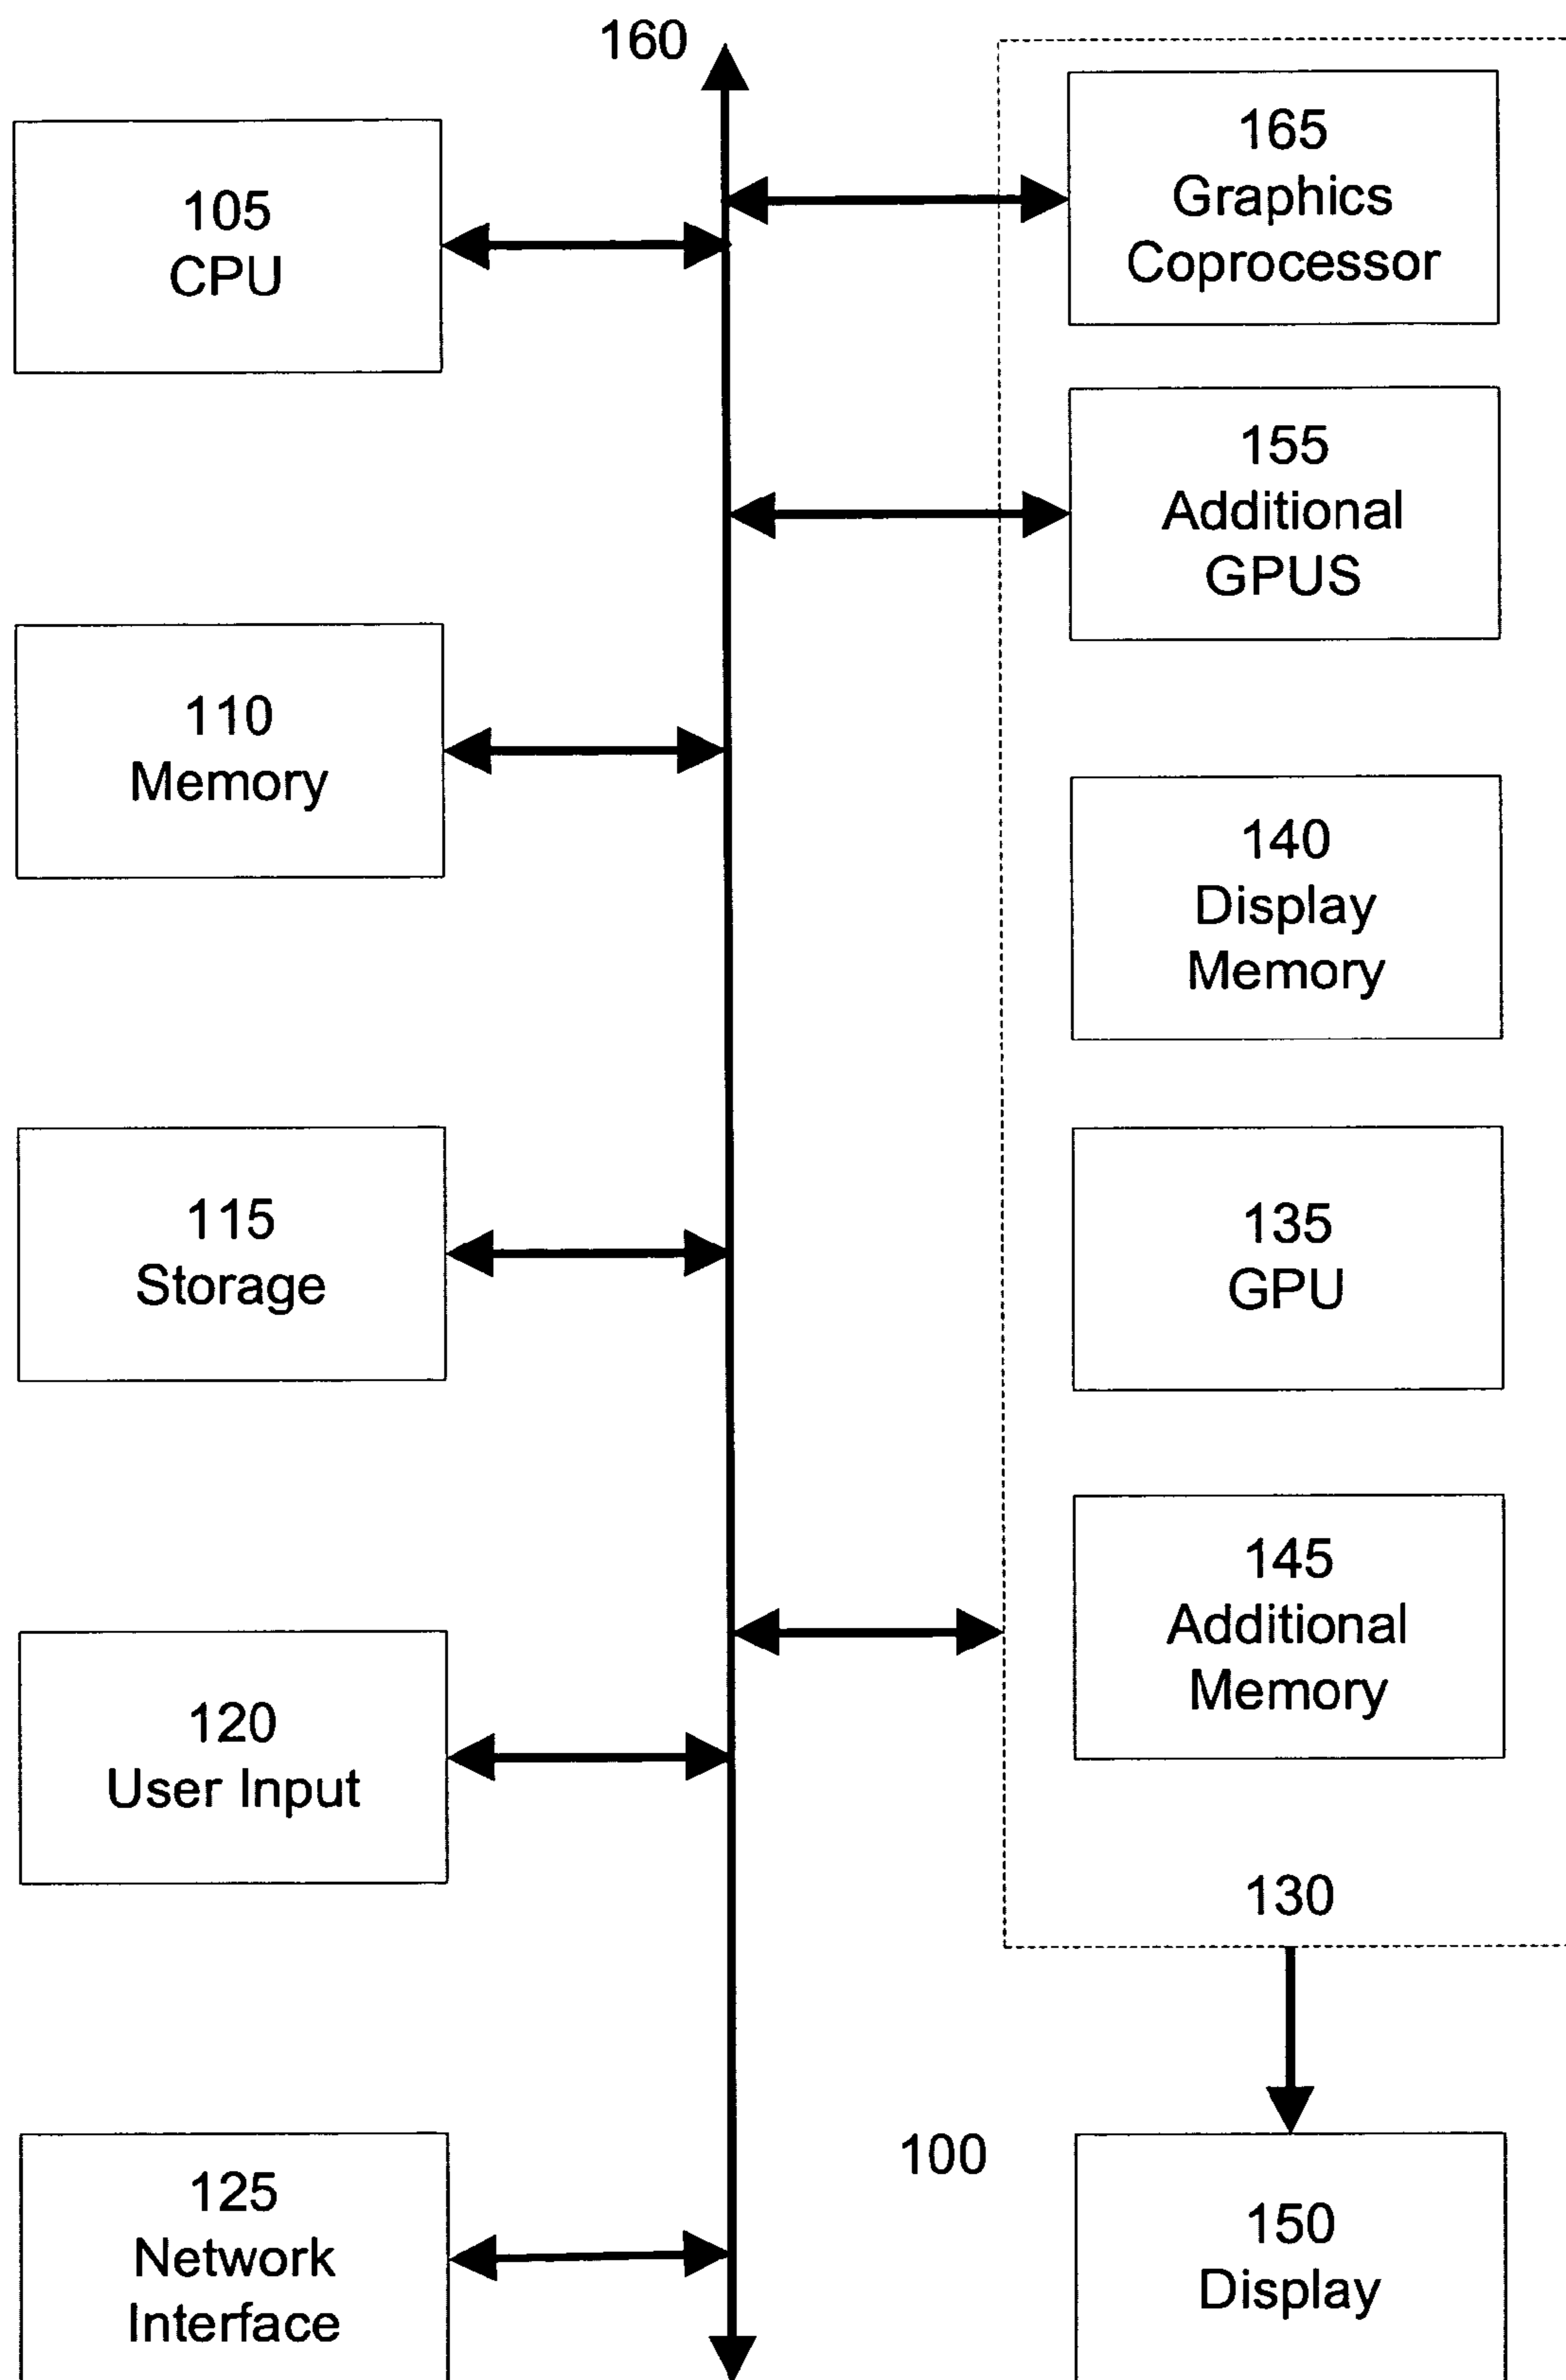 160
165
Graphics
Coprocessor
105
CPU
155
Additional
GPUS
110
Memory
140
Display
Memory
115
Storage
135
GPU
145
Additional
Memory
120
User Input
130
100
125
Network
Interface
150
Display